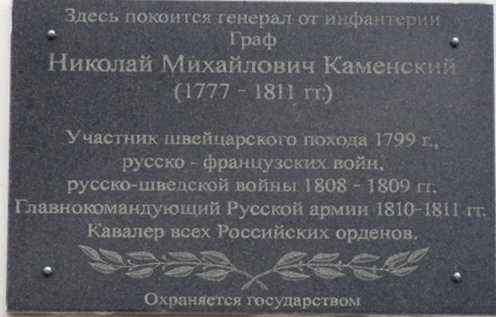 Здесь покоится генерал от инфантерии
Граф
Николай Михайлович Каменский
(1777 - 1811 гг.)
Участник швейцарского похода 1799 г.,
русско - французских войн,
русско-шведской войны 1808 - 1809 гг.
Главнокомандующий Русской армии 1810-1811 гг.
Кавалер всех Российских орденов.
Охраняется государством